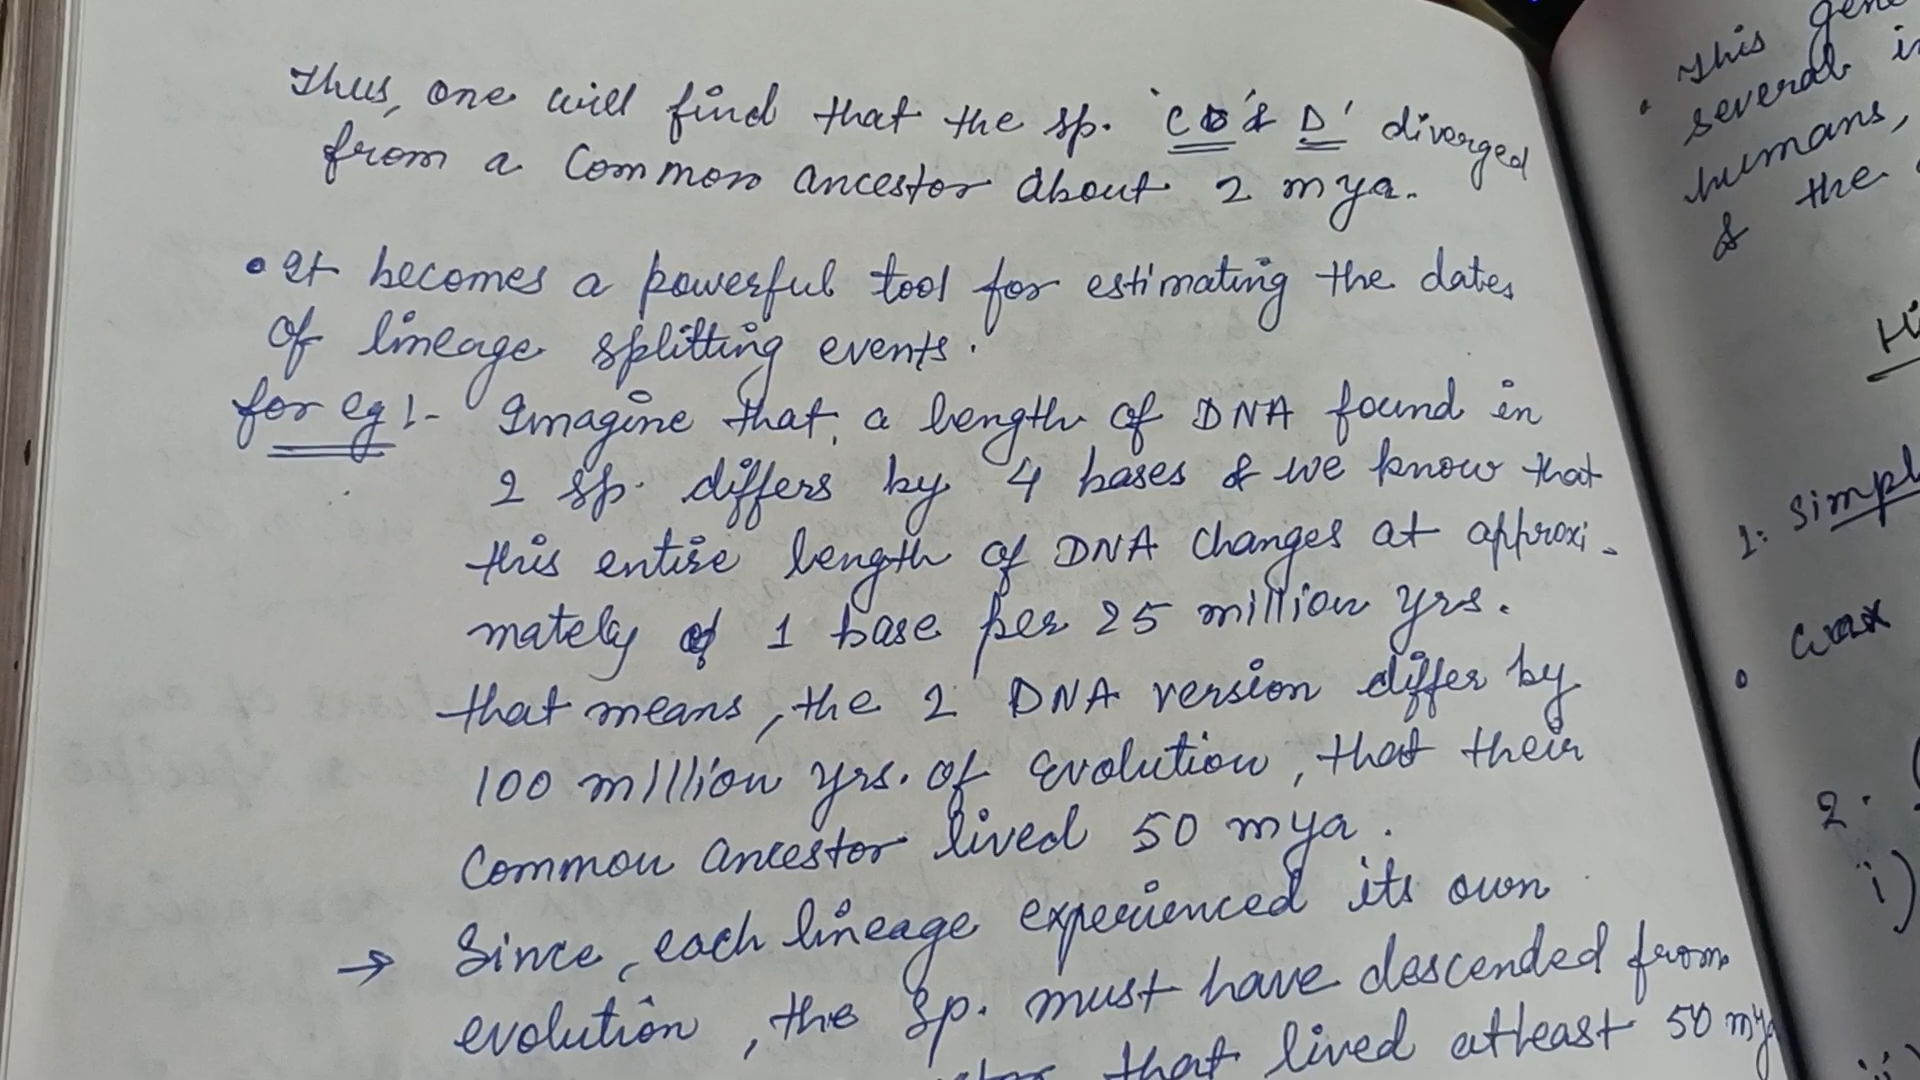 Thus, one will find that the sp. 'C & D' diverged
from a Common ancestor about 2 mya.
• It becomes a powerful tool for estimating the dates
of lineage splitting events.
for eg:- Imagine that, a length of DNA found in
2 sp. differs by 4 bases & we know that
this entire length of DNA changes at approxi-
mately of 1 base per 25 million yrs.
that means, the 2 DNA version differ by
100 million yrs. of evolution, that their
Common ancestor lived 50 mya.
→ Since, each lineage experienced its own
evolution, the sp. must have descended from
that lived atleast 50 mya
• This
several
humans,
& the
1. Simpl
• Wax
2.
i)